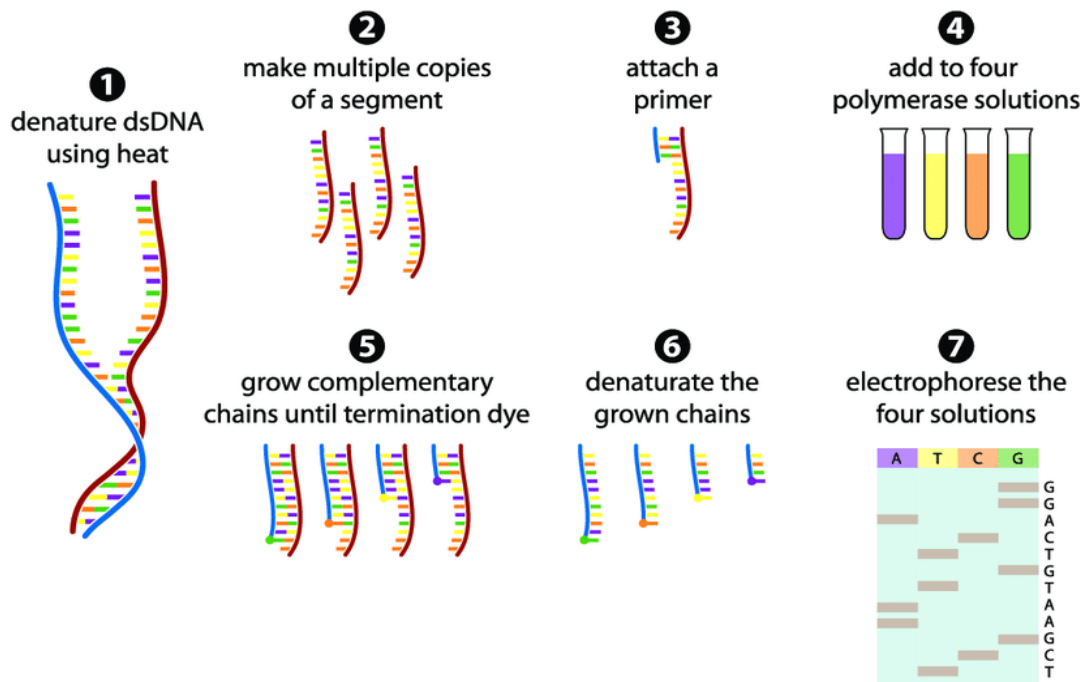 1
denature dsDNA
using heat
2
make multiple copies
of a segment
3
attach a
primer
4
add to four
polymerase solutions
5
grow complementary
chains until termination dye
6
denaturate the
grown chains
7
electrophorese the
four solutions
A T C G
G
G
A
C
T
G
T
A
A
G
C
T